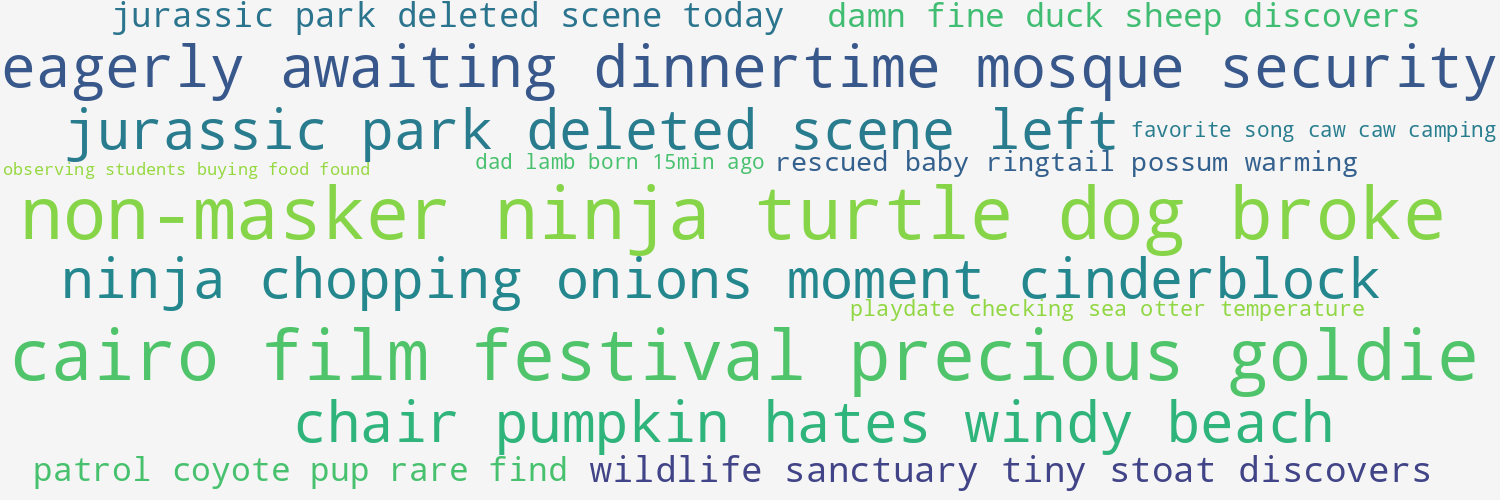 jurassic park deleted scene today
damn fine duck sheep discovers
eagerly awaiting dinnertime mosque security
jurassic park deleted scene left
favorite song caw caw camping
observing students buying food found
dad lamb born 15min ago
rescued baby ringtail possum warming
non-masker ninja turtle dog broke
ninja chopping onions moment cinderblock
playdate checking sea otter temperature
cairo film festival precious goldie
chair pumpkin hates windy beach
patrol coyote pup rare find
wildlife sanctuary tiny stoat discovers